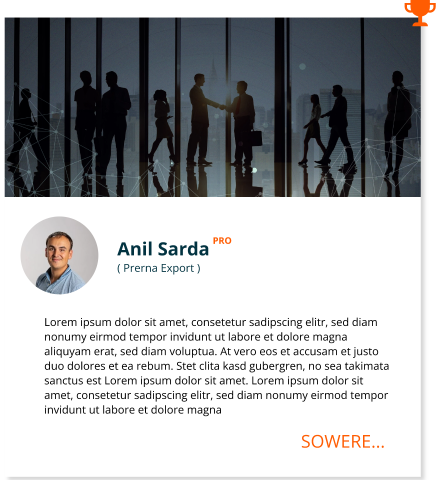 Anil Sarda PRO
( Prerna Export )
Lorem ipsum dolor sit amet, consetetur sadipscing elitr, sed diam
nonumy eirmod tempor invidunt ut labore et dolore magna
aliquyam erat, sed diam voluptua. At vero eos et accusam et justo
duo dolores et ea rebum. Stet clita kasd gubergren, no sea takimata
sanctus est Lorem ipsum dolor sit amet. Lorem ipsum dolor sit
amet, consetetur sadipscing elitr, sed diam nonumy eirmod tempor
invidunt ut labore et dolore magna
SOWERE...